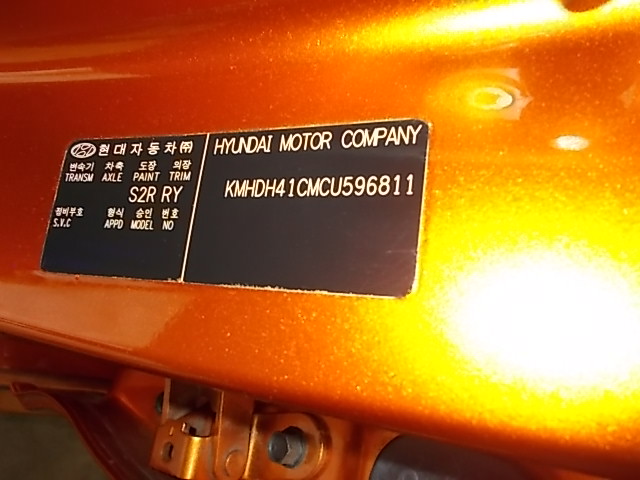 현대자동차㈜
변속기 차축 도장 의장
TRANSM AXLE PAINT TRIM
S2R RY
정비부호 형식 승인 번호
S.V.C APPD MODEL NO
HYUNDAI MOTOR COMPANY
KMHDH41CMCU596811